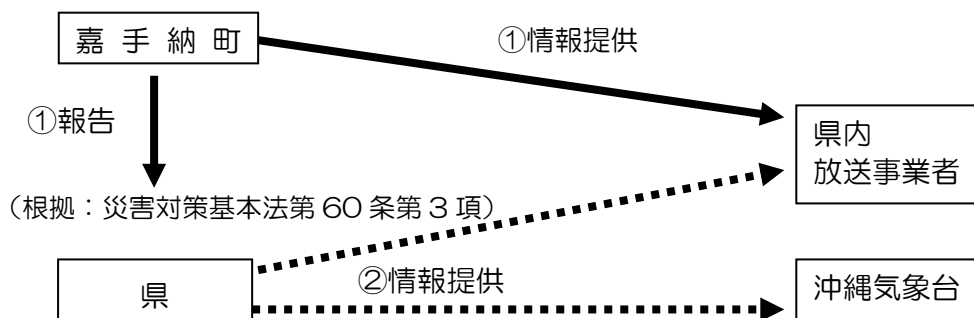 嘉 手 納 町
①情報提供
①報告
県内
放送事業者
（根拠：災害対策基本法第 60 条第 3 項）
②情報提供
県
沖縄気象台